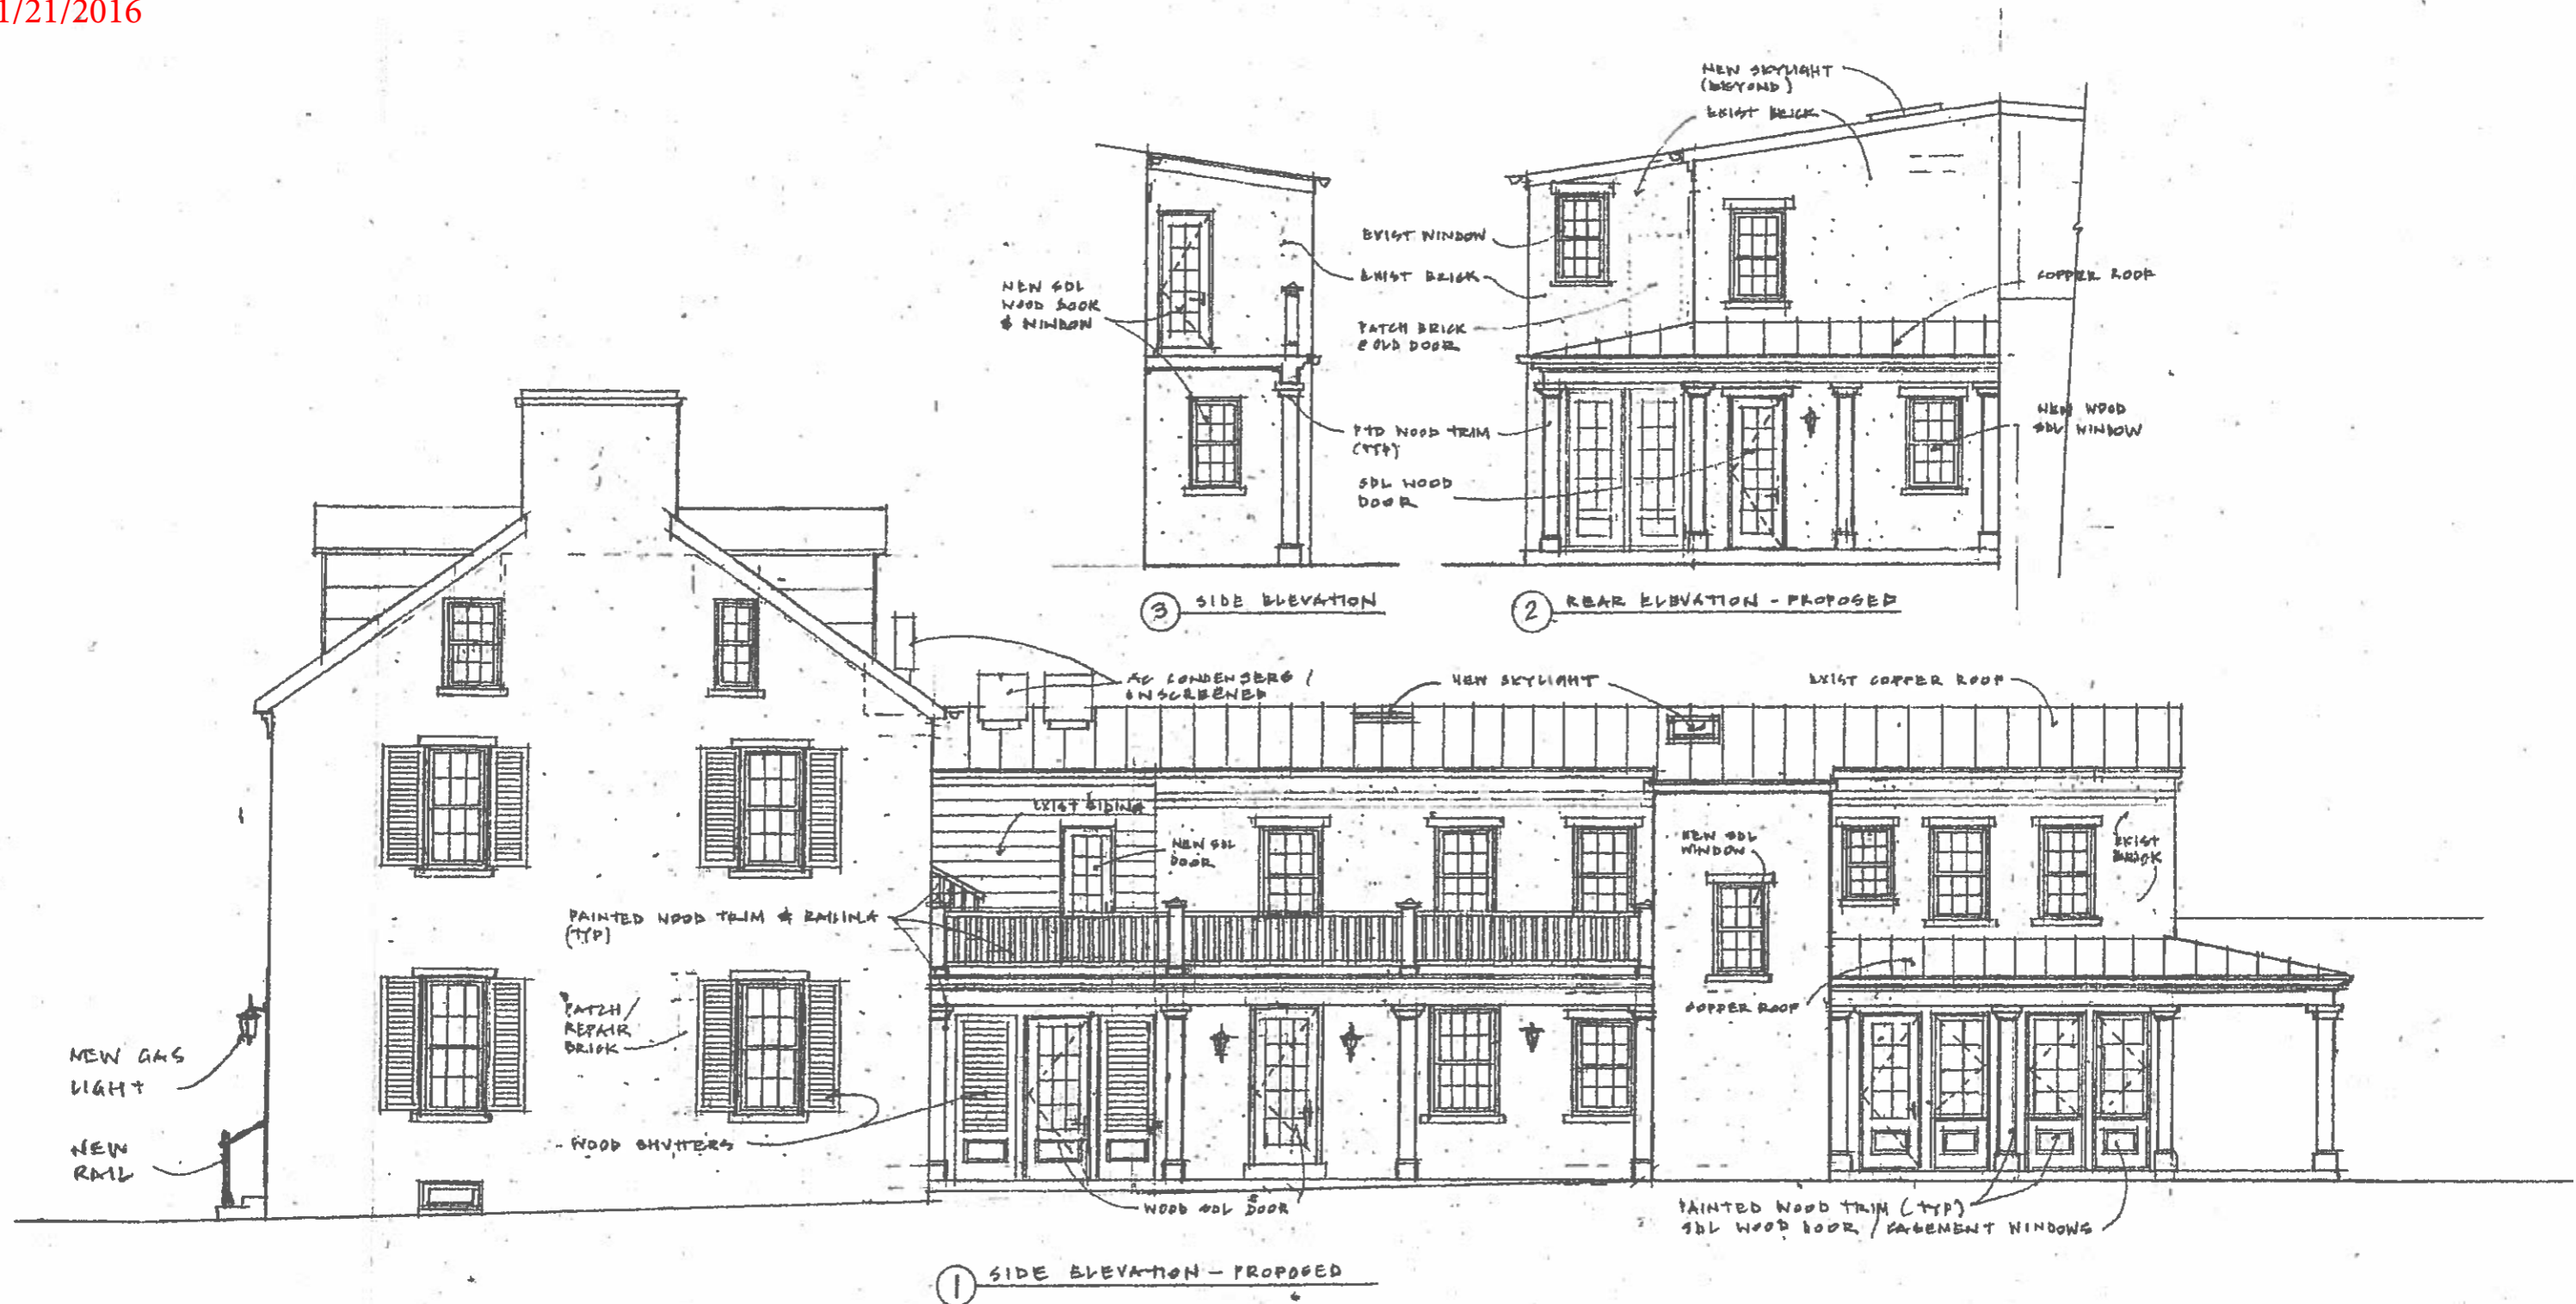 1/21/2016
NEW SKYLIGHT
(BEYOND)
EXIST BRICK
EXIST WINDOW
EXIST BRICK
COPPER ROOF
NEW SDL
WOOD DOOR
& WINDOW
PATCH BRICK
@ OLD DOOR
NEW WOOD
SDL WINDOW
PTD WOOD TRIM
(TYP)
SDL WOOD
DOOR
3 SIDE ELEVATION
2 REAR ELEVATION - PROPOSED
AC CONDENSERS /
UNSCREENED
NEW SKYLIGHT
EXIST COPPER ROOF
EXIST SIDING
NEW SDL
DOOR
NEW SDL
WINDOW
EXIST
BRICK
PAINTED WOOD TRIM & RAILING
(TYP)
PATCH/
REPAIR
BRICK
COPPER ROOF
NEW GAS
LIGHT
NEW
RAIL
WOOD SHUTTERS
WOOD SDL DOOR
PAINTED WOOD TRIM (TYP)
SDL WOOD DOOR / CASEMENT WINDOWS
1 SIDE ELEVATION - PROPOSED